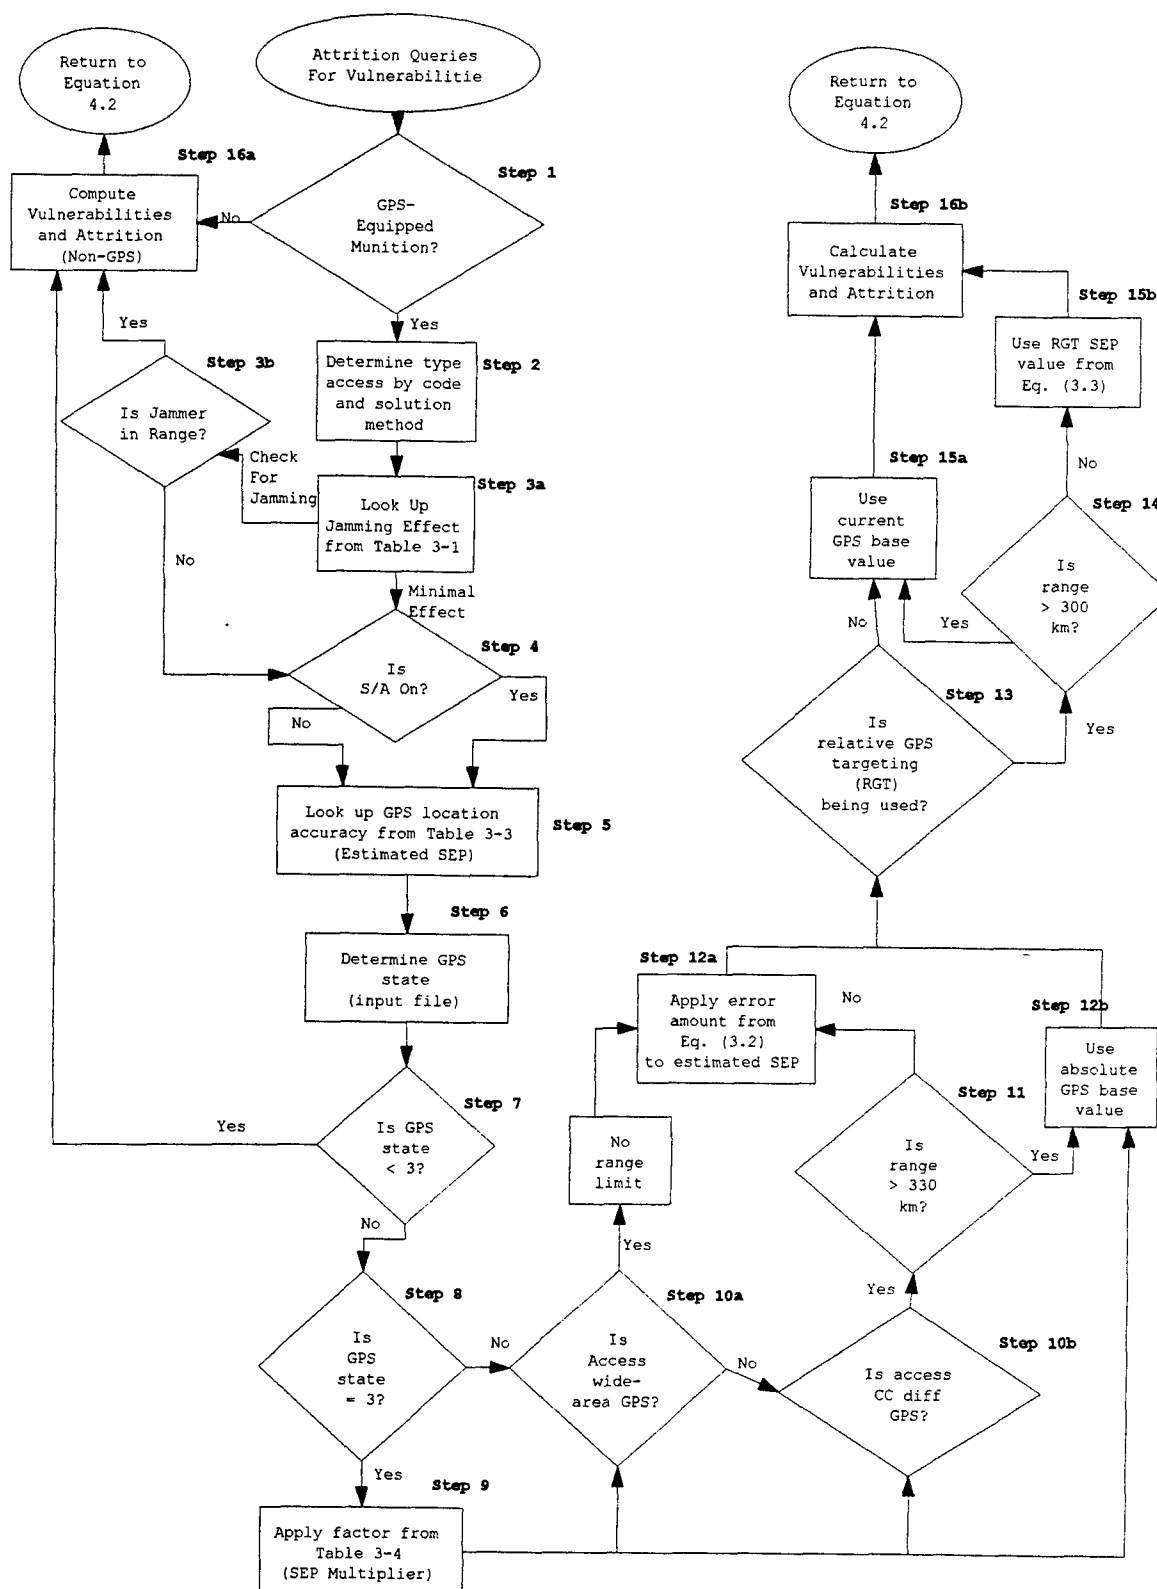 Return to
Equation
4.2
Attrition Queries
For Vulnerabilitie
Step 16a
Compute
Vulnerabilities
and Attrition
(Non-GPS)
No
Step 1
GPS-
Equipped
Munition?
Yes
Yes
Step 3b
Is Jammer
in Range?
Step 2
Determine type
access by code
and solution
method
Check
For
Jamming
Step 3a
Look Up
Jamming Effect
from Table 3-1
No
Minimal
Effect
Step 4
Is
S/A On?
No
Yes
Look up GPS location
accuracy from Table 3-3
(Estimated SEP)
Step 5
Step 6
Determine GPS
state
(input file)
Step 7
Yes
Is GPS
state
< 3?
No
Step 8
Is
GPS
state
= 3?
No
Yes
Step 9
Apply factor from
Table 3-4
(SEP Multiplier)
Step 10a
Is
Access
wide-
area GPS?
Yes
No
No
range
limit
Step 10b
Is access
CC diff
GPS?
Yes
Step 11
Is
range
> 330
km?
No
Yes
Step 12a
Apply error
amount from
Eq. (3.2)
to estimated SEP
Step 12b
Use
absolute
GPS base
value
Step 13
Is
relative GPS
targeting
(RGT)
being used?
No
Yes
Step 14
Is
range
> 300
km?
Yes
No
Step 15a
Use
current
GPS base
value
Step 15b
Use RGT SEP
value from
Eq. (3.3)
Step 16b
Calculate
Vulnerabilities
and Attrition
Return to
Equation
4.2